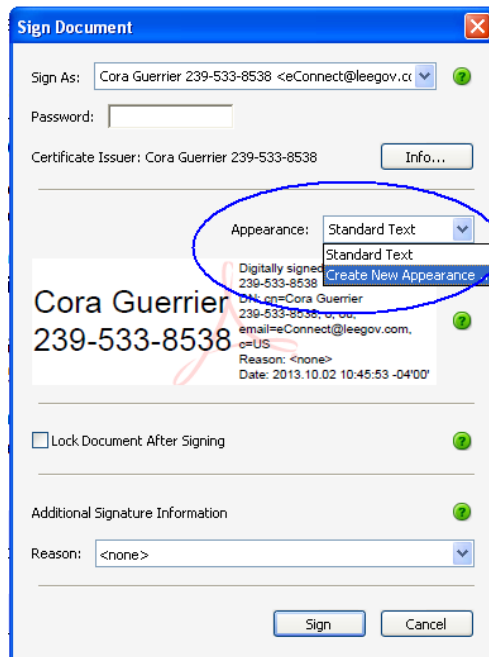 Sign Document
Sign As: Cora Guerrier 239-533-8538 <eConnect@leegov.cc
Password:
Certificate Issuer: Cora Guerrier 239-533-8538 Info...
Appearance: Standard Text
Standard Text
Create New Appearance
Cora Guerrier
239-533-8538
Digitally signed
239-533-8538
DN: cn=Cora Guerrier
239-533-8538, o, ou,
email=eConnect@leegov.com,
c=US
Reason: <none>
Date: 2013.10.02 10:45:53 -04'00'
Lock Document After Signing
Additional Signature Information
Reason: <none>
Sign Cancel